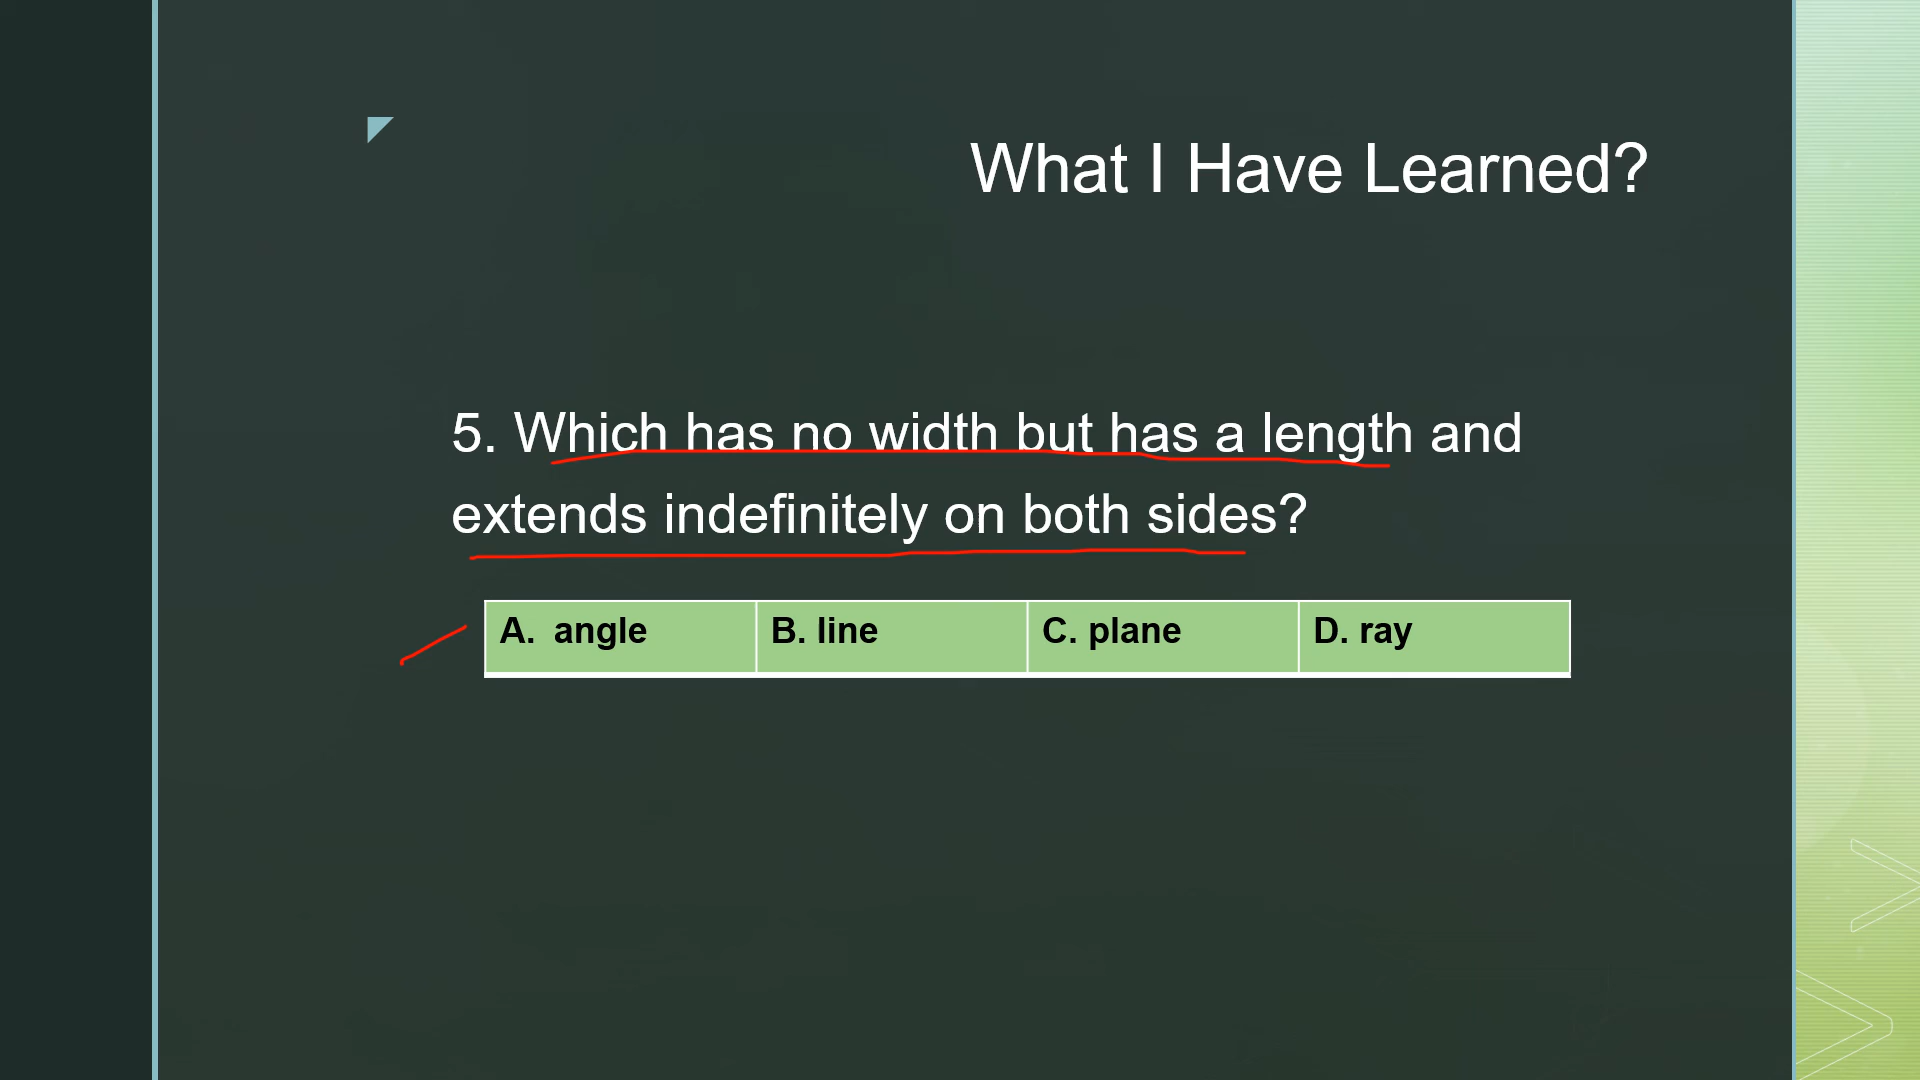 What I Have Learned?
5. Which has no width but has a length and
extends indefinitely on both sides?
A. angle B. line C. plane D. ray